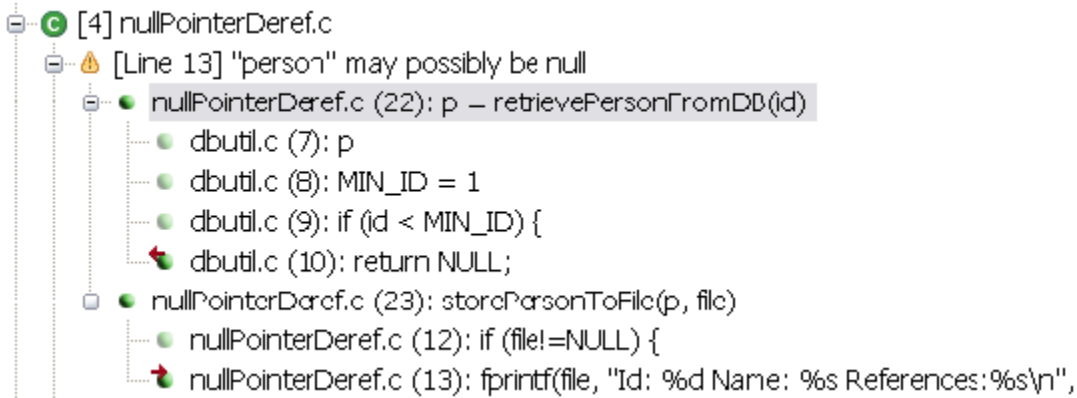 C [4] nullPointerDeref.c
[Line 13] "person" may possibly be null
nullPointerDeref.c (22): p = retrievePersonFromDB(id)
dbutil.c (7): p
dbutil.c (8): MIN_ID = 1
dbutil.c (9): if (id < MIN_ID) {
dbutil.c (10): return NULL;
nullPointerDeref.c (23): storePersonToFile(p, file)
nullPointerDeref.c (12): if (file!=NULL) {
nullPointerDeref.c (13): fprintf(file, "Id: %d Name: %s References:%s\n",